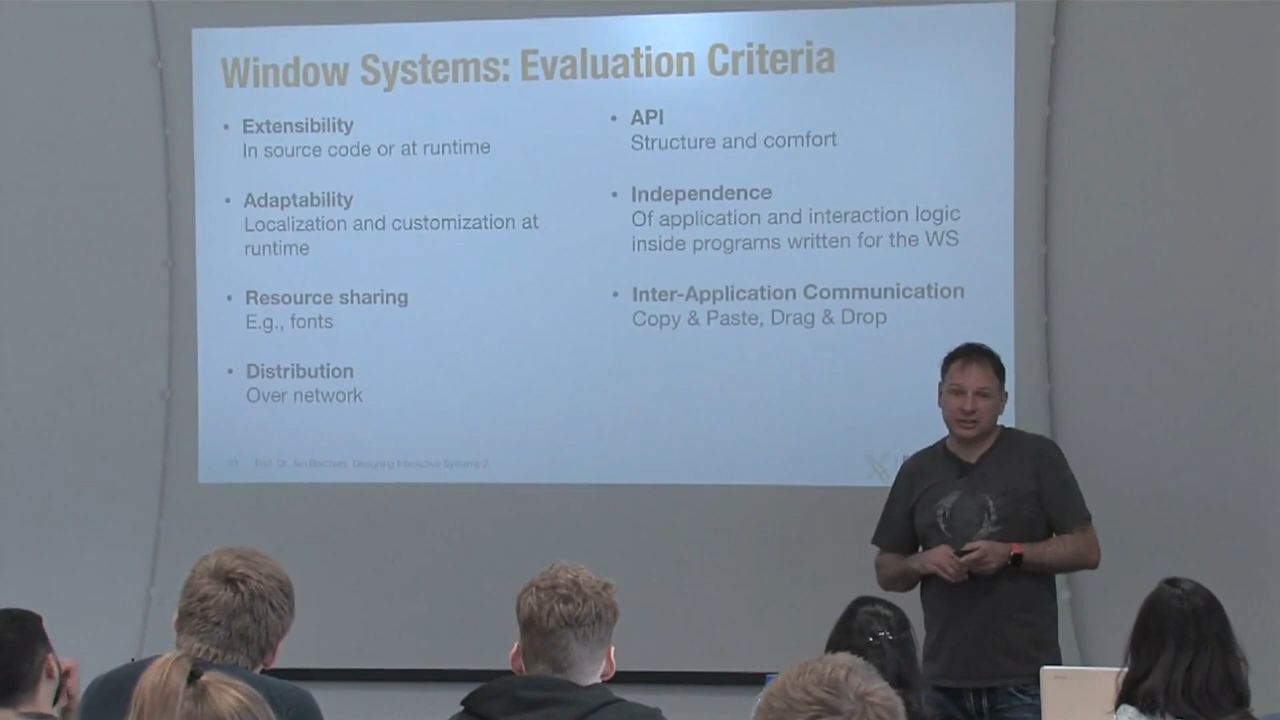 Window Systems: Evaluation Criteria
• Extensibility
In source code or at runtime
• Adaptability
Localization and customization at
runtime
• Resource sharing
E.g., fonts
• Distribution
Over network
• API
Structure and comfort
• Independence
Of application and interaction logic
inside programs written for the WS
• Inter-Application Communication
Copy & Paste, Drag & Drop
Prof. Dr. Jan Borchers: Designing Interactive Systems 2